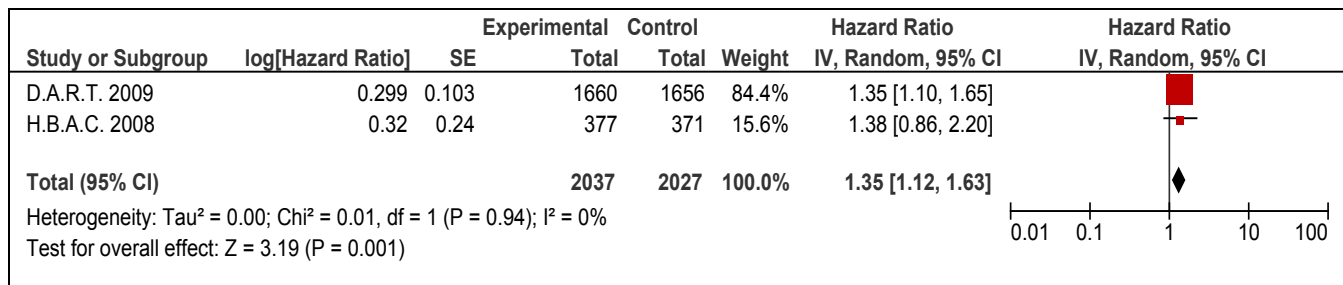 Experimental Control Hazard Ratio Hazard Ratio
Study or Subgroup log[Hazard Ratio] SE Total Total Weight IV, Random, 95% CI IV, Random, 95% CI
D.A.R.T. 2009 0.299 0.103 1660 1656 84.4% 1.35 [1.10, 1.65]
H.B.A.C. 2008 0.32 0.24 377 371 15.6% 1.38 [0.86, 2.20]
Total (95% CI) 2037 2027 100.0% 1.35 [1.12, 1.63]
Heterogeneity: Tau² = 0.00; Chi² = 0.01, df = 1 (P = 0.94); I² = 0%
Test for overall effect: Z = 3.19 (P = 0.001)
0.01 0.1 1 10 100